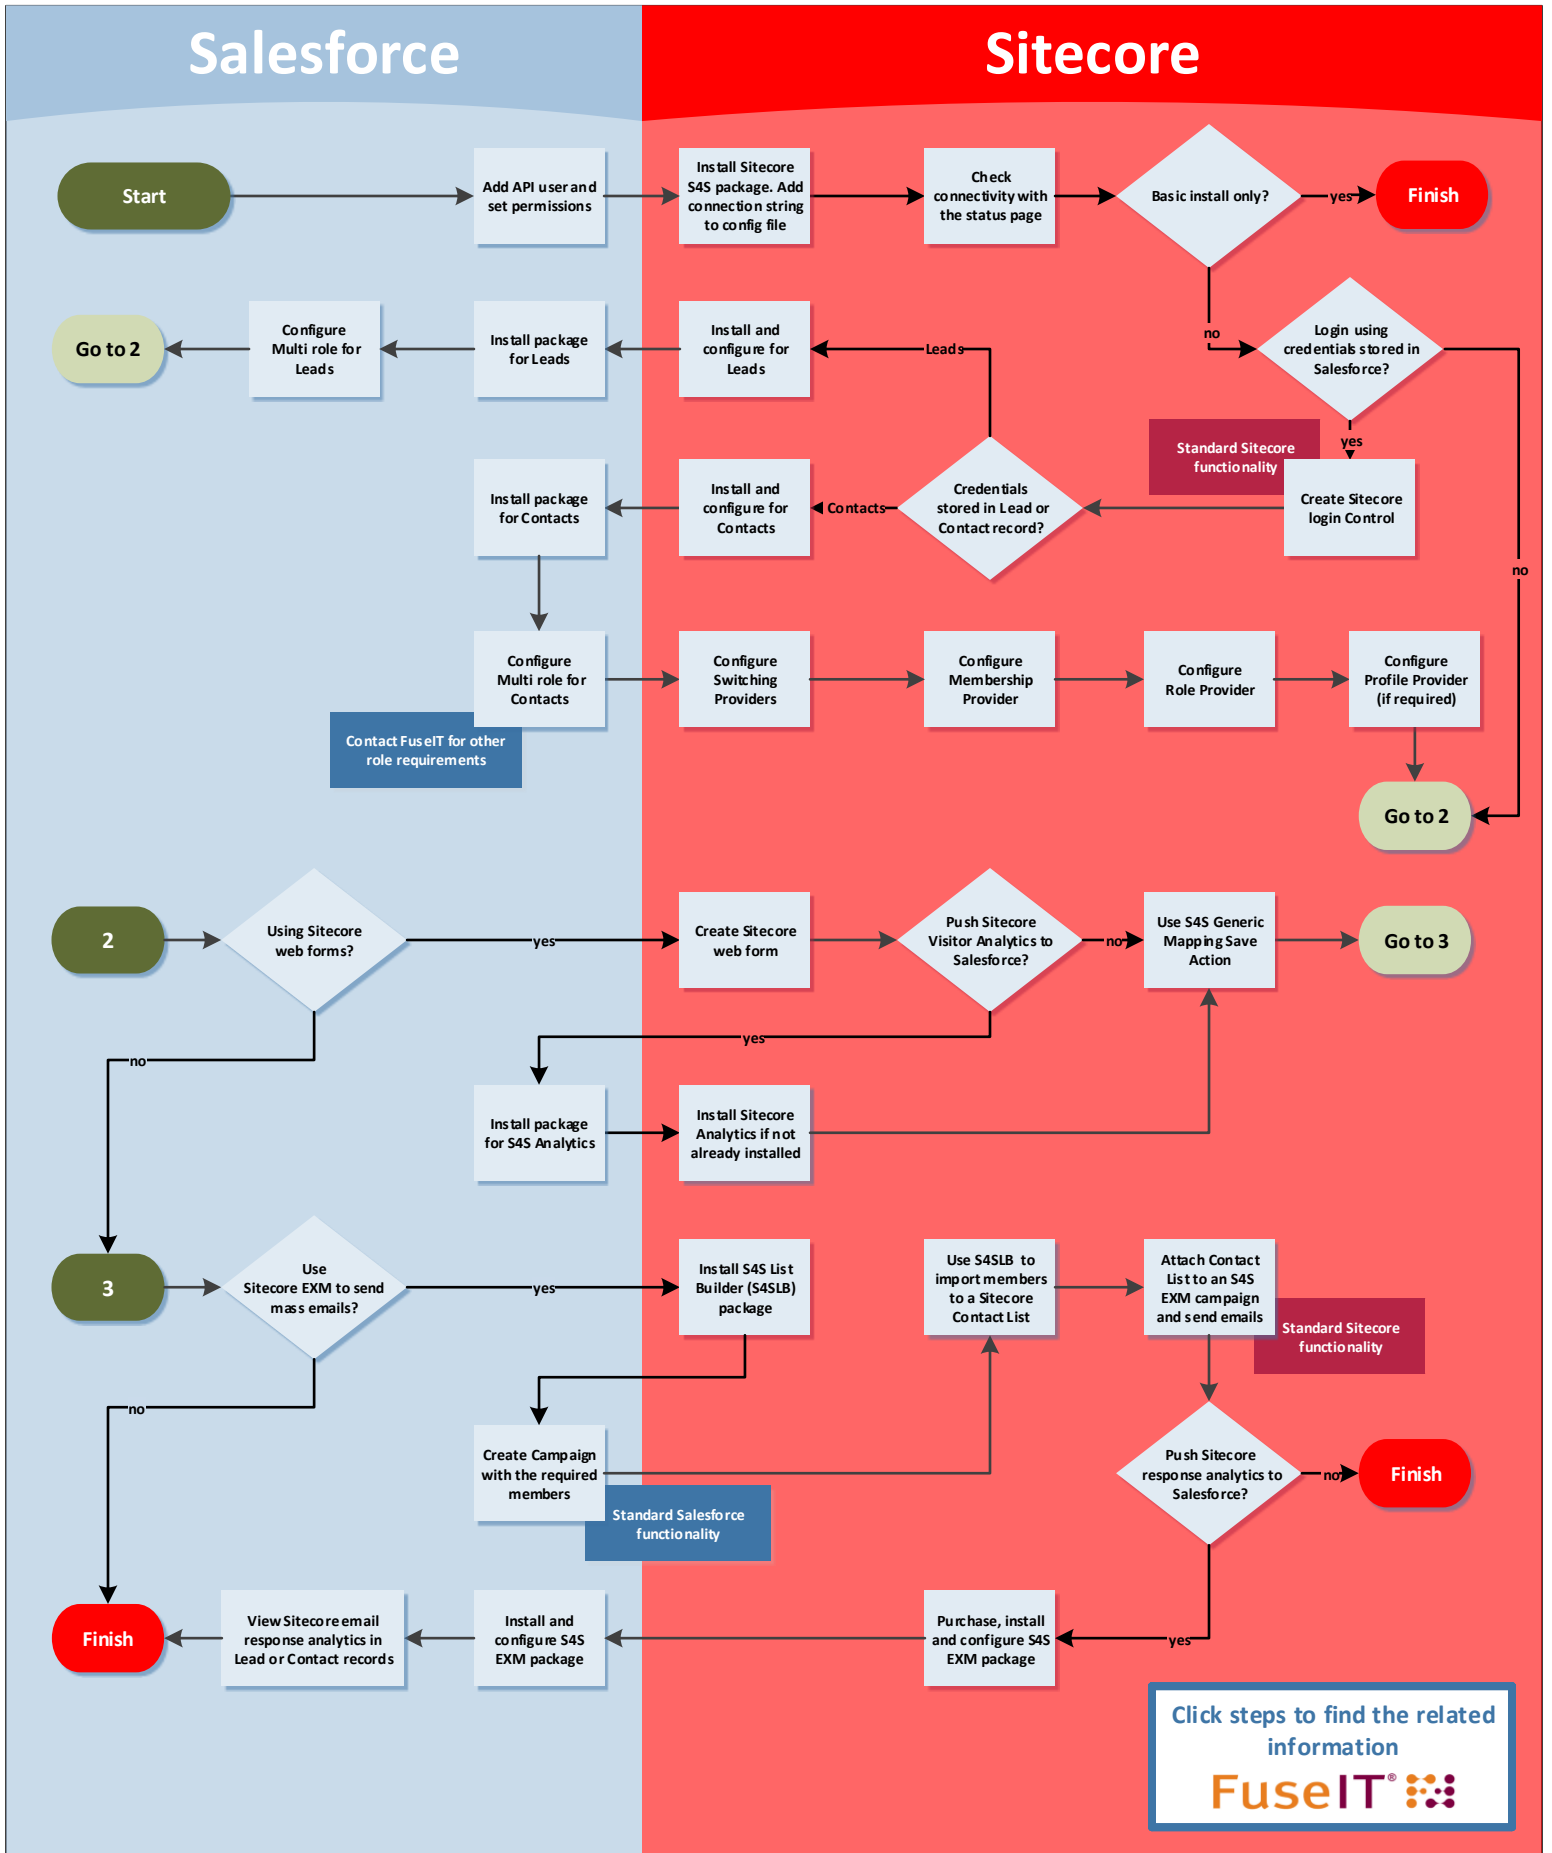 Salesforce
Sitecore
Start
Add API user and
set permissions
Install Sitecore
S4S package. Add
connection string
to config file
Check
connectivity with
the status page
Basic install only?
yes
Finish
no
Go to 2
Configure
Multi role for
Leads
Install package
for Leads
Install and
configure for
Leads
Leads
Login using
credentials stored in
Salesforce?
yes
Standard Sitecore
functionality
Install package
for Contacts
Install and
configure for
Contacts
Contacts
Credentials
stored in Lead or
Contact record?
Create Sitecore
login Control
no
Configure
Multi role for
Contacts
Configure
Switching
Providers
Configure
Membership
Provider
Configure
Role Provider
Configure
Profile Provider
(if required)
Contact FuseIT for other
role requirements
Go to 2
2
Using Sitecore
web forms?
yes
Create Sitecore
web form
Push Sitecore
Visitor Analytics to
Salesforce?
no
Use S4S Generic
Mapping Save
Action
Go to 3
yes
no
Install package
for S4S Analytics
Install Sitecore
Analytics if not
already installed
3
Use
Sitecore EXM to send
mass emails?
yes
Install S4S List
Builder (S4SLB)
package
Use S4SLB to
import members
to a Sitecore
Contact List
Attach Contact
List to an S4S
EXM campaign
and send emails
Standard Sitecore
functionality
no
Create Campaign
with the required
members
Standard Salesforce
functionality
Push Sitecore
response analytics to
Salesforce?
no
Finish
Finish
View Sitecore email
response analytics in
Lead or Contact records
Install and
configure S4S
EXM package
Purchase, install
and configure S4S
EXM package
yes
Click steps to find the related
information
FuseIT®